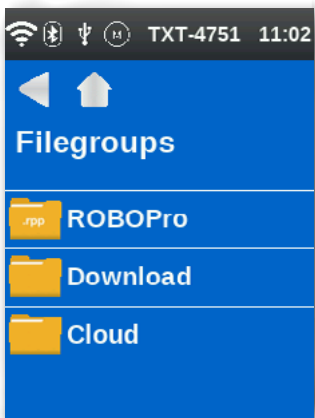 M TXT-4751 11:02
Filegroups
.rpp ROBOPro
Download
Cloud